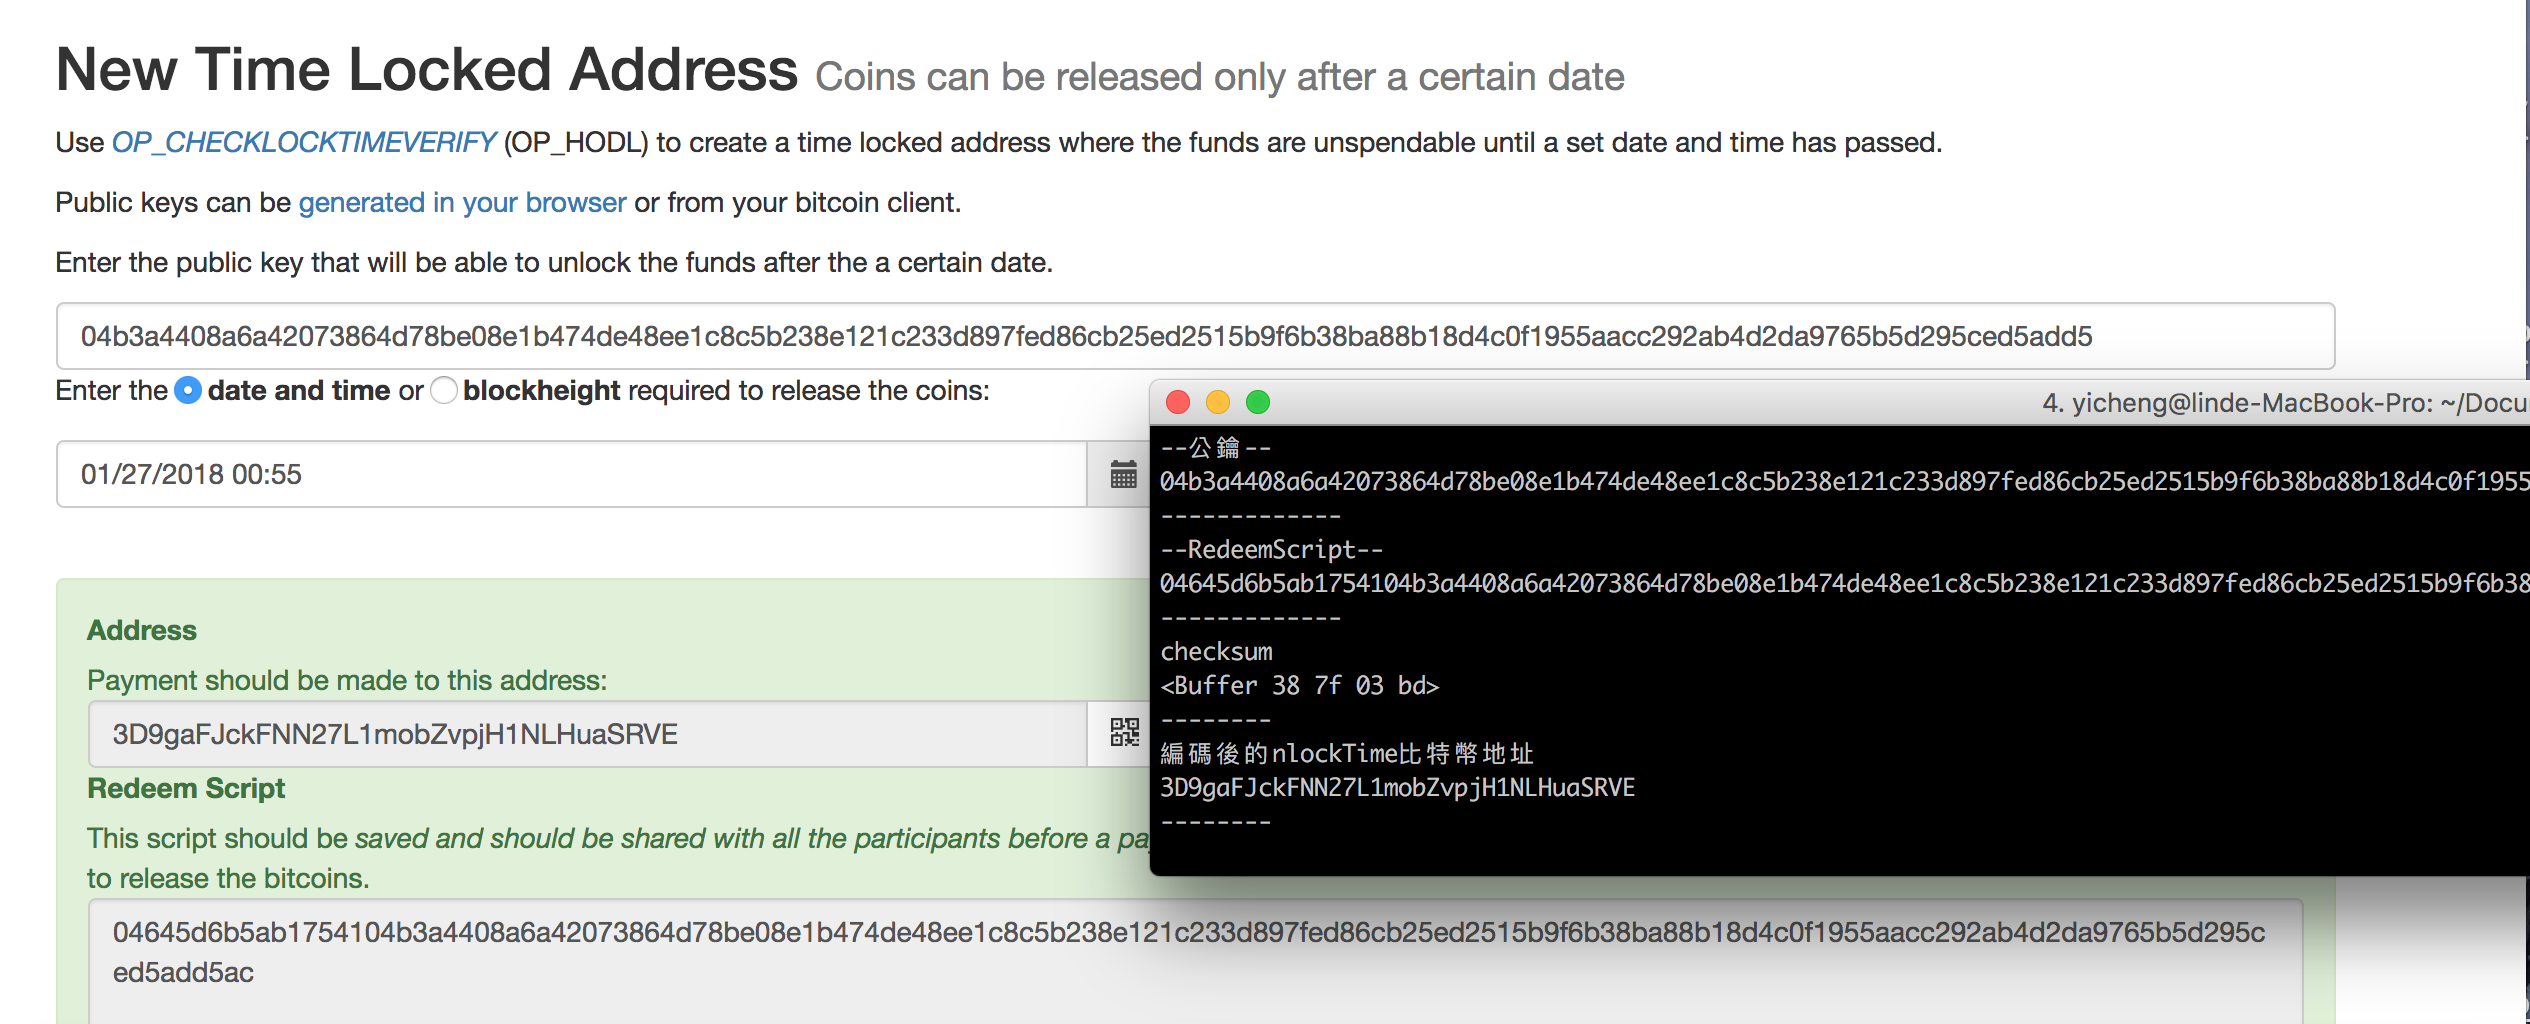 New Time Locked Address Coins can be released only after a certain date
Use OP_CHECKLOCKTIMEVERIFY (OP_HODL) to create a time locked address where the funds are unspendable until a set date and time has passed.
Public keys can be generated in your browser or from your bitcoin client.
Enter the public key that will be able to unlock the funds after the a certain date.
04b3a4408a6a42073864d78be08e1b474de48ee1c8c5b238e121c233d897fed86cb25ed2515b9f6b38ba88b18d4c0f1955aacc292ab4d2da9765b5d295ced5add5
Enter the date and time or blockheight required to release the coins:
01/27/2018 00:55
Address
Payment should be made to this address:
3D9gaFJckFNN27L1mobZvpjH1NLHuaSRVE
Redeem Script
This script should be saved and should be shared with all the participants before a pa
to release the bitcoins.
04645d6b5ab1754104b3a4408a6a42073864d78be08e1b474de48ee1c8c5b238e121c233d897fed86cb25ed2515b9f6b38ba88b18d4c0f1955aacc292ab4d2da9765b5d295c
ed5add5ac
4. yicheng@linde-MacBook-Pro: ~/Docu
--公鑰--
04b3a4408a6a42073864d78be08e1b474de48ee1c8c5b238e121c233d897fed86cb25ed2515b9f6b38ba88b18d4c0f1955
-------------
--RedeemScript--
04645d6b5ab1754104b3a4408a6a42073864d78be08e1b474de48ee1c8c5b238e121c233d897fed86cb25ed2515b9f6b38
-------------
checksum
<Buffer 38 7f 03 bd>
--------
編碼後的nlockTime比特幣地址
3D9gaFJckFNN27L1mobZvpjH1NLHuaSRVE
--------